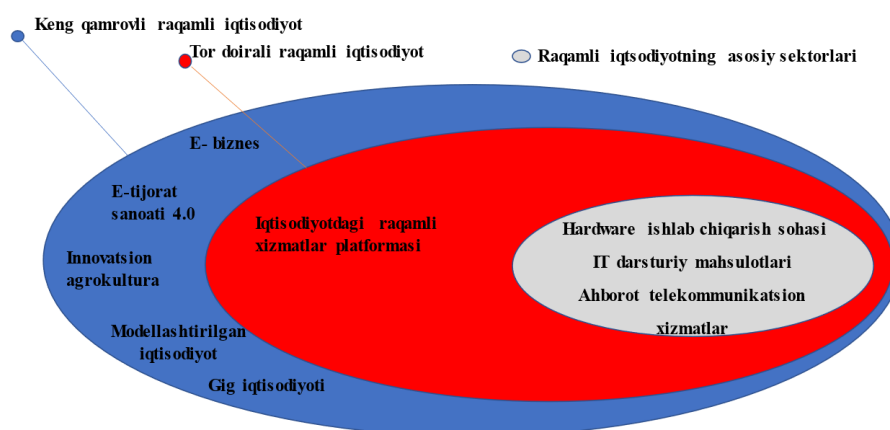 Keng qamrovli raqamli iqtisodiyot
Tor doirali raqamli iqtisodiyot
Raqamli iqtsodiyotning asosiy sektorlari
E- biznes
E-tijorat
sanoati 4.0
Innovatsion
agrokultura
Modellashtirilgan
iqtisodiyot
Gig iqtisodiyoti
Iqtisodiyotdagi raqamli
xizmatlar platformasi
Hardware ishlab chiqarish sohasi
IT darsturiy mahsulotlari
Ahborot telekommunikatsion
xizmatlar